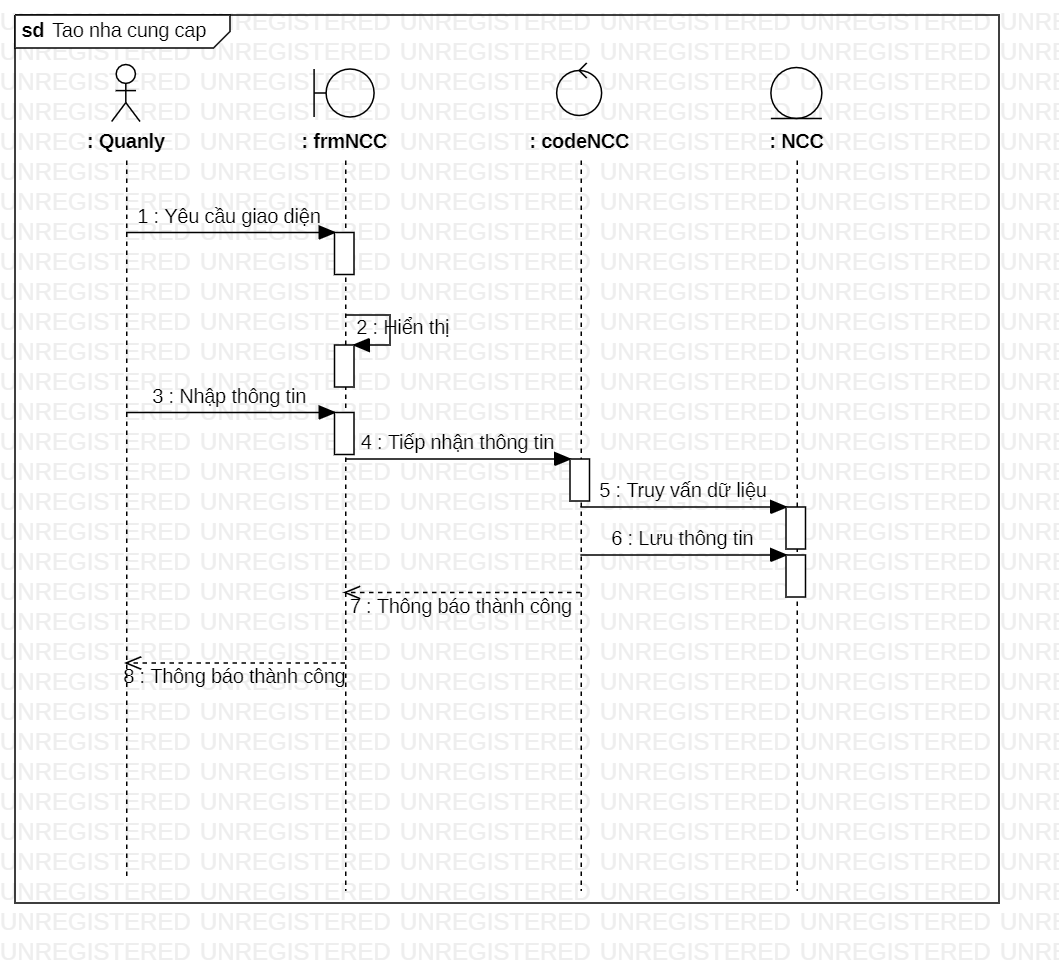 sd Tao nha cung cap
: Quanly
: frmNCC
: codeNCC
: NCC
1 : Yêu cầu giao diện
2 : Hiển thị
3 : Nhập thông tin
4 : Tiếp nhận thông tin
5 : Truy vấn dữ liệu
6 : Lưu thông tin
7 : Thông báo thành công
8 : Thông báo thành công
UNREGISTERED